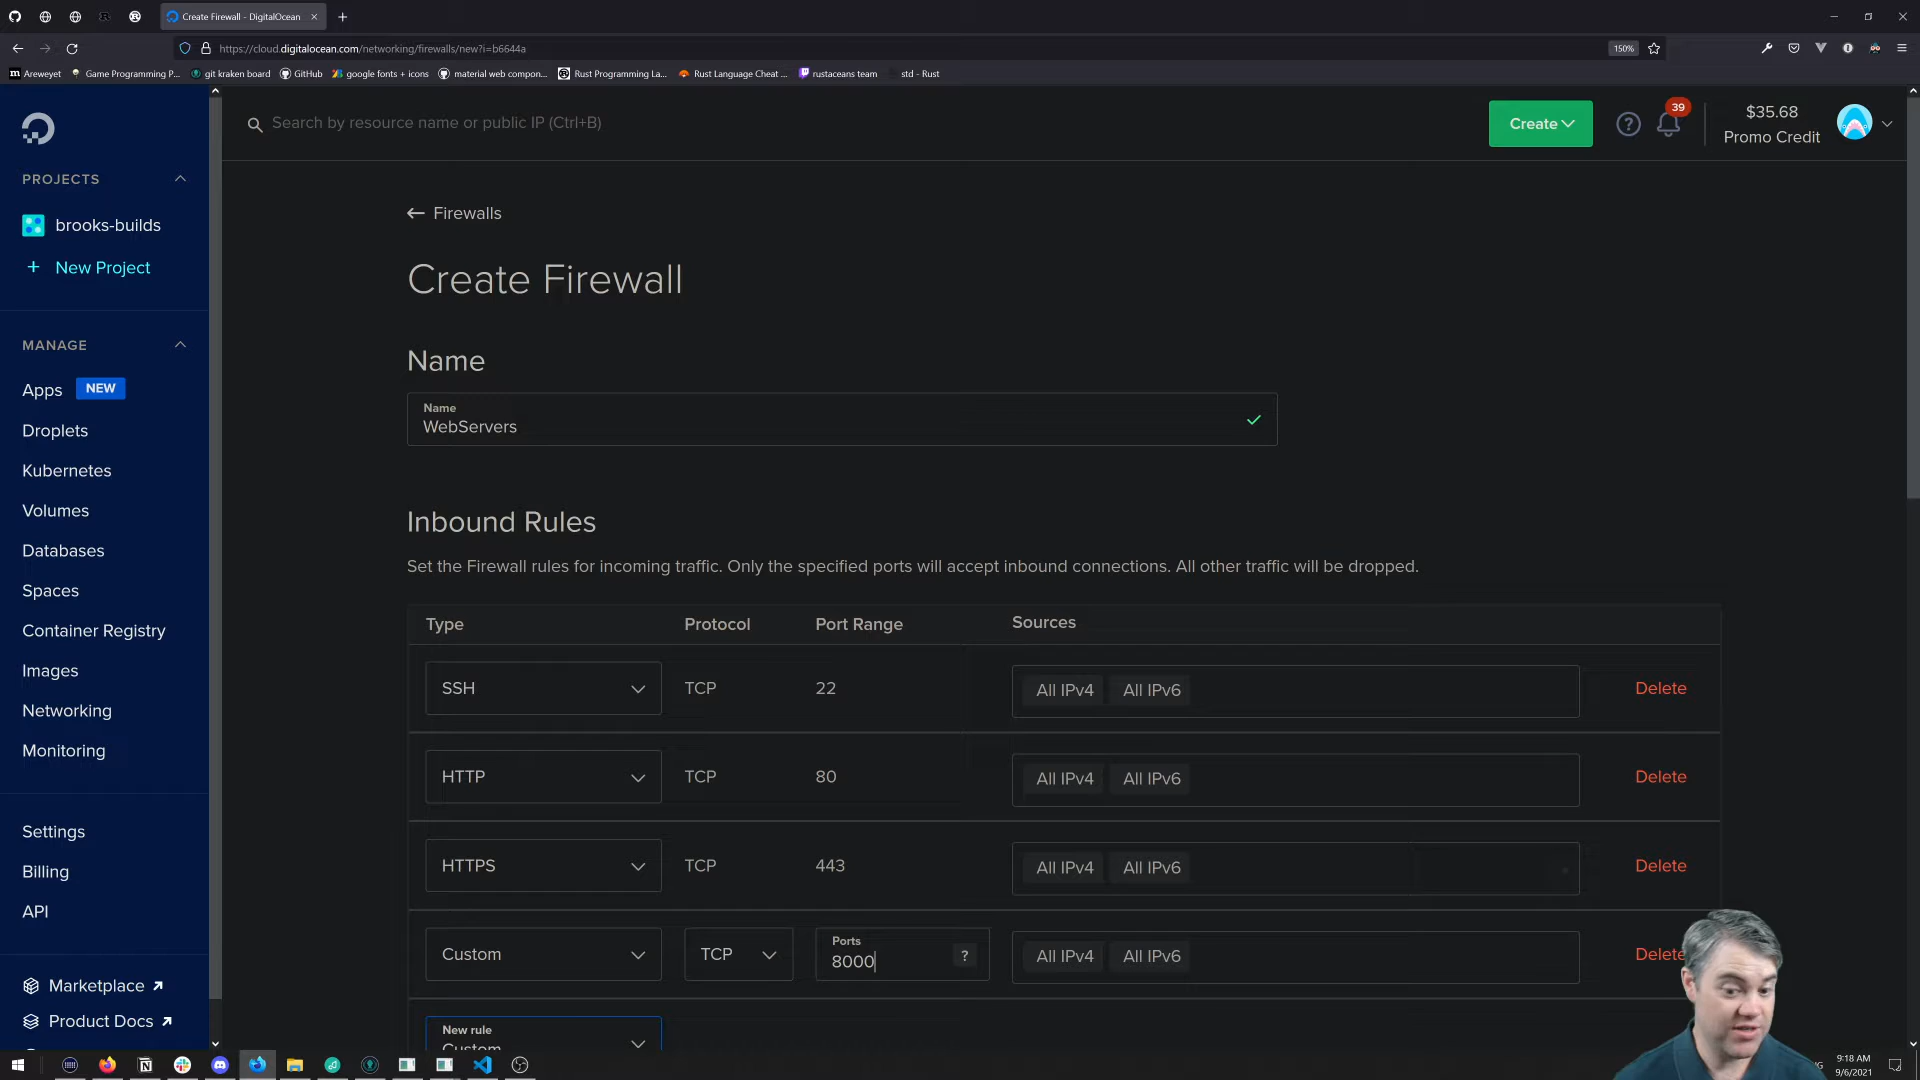 Create Firewall - DigitalOcean
https://cloud.digitalocean.com/networking/firewalls/new?i=b6644a
150%
Areweyet
Game Programming P...
git kraken board
GitHub
google fonts + icons
material web compon...
Rust Programming La...
Rust Language Cheat ...
rustaceans team
std - Rust
Search by resource name or public IP (Ctrl+B)
Create
39
$35.68
Promo Credit
PROJECTS
brooks-builds
+ New Project
MANAGE
Apps NEW
Droplets
Kubernetes
Volumes
Databases
Spaces
Container Registry
Images
Networking
Monitoring
Settings
Billing
API
Marketplace
Product Docs
Firewalls
Create Firewall
Name
Name
WebServers
Inbound Rules
Set the Firewall rules for incoming traffic. Only the specified ports will accept inbound connections. All other traffic will be dropped.
Type Protocol Port Range Sources
SSH TCP 22 All IPv4 All IPv6 Delete
HTTP TCP 80 All IPv4 All IPv6 Delete
HTTPS TCP 443 All IPv4 All IPv6 Delete
Custom TCP Ports 8000 ? All IPv4 All IPv6 Delete
New rule
Custom
9:18 AM
9/6/2021